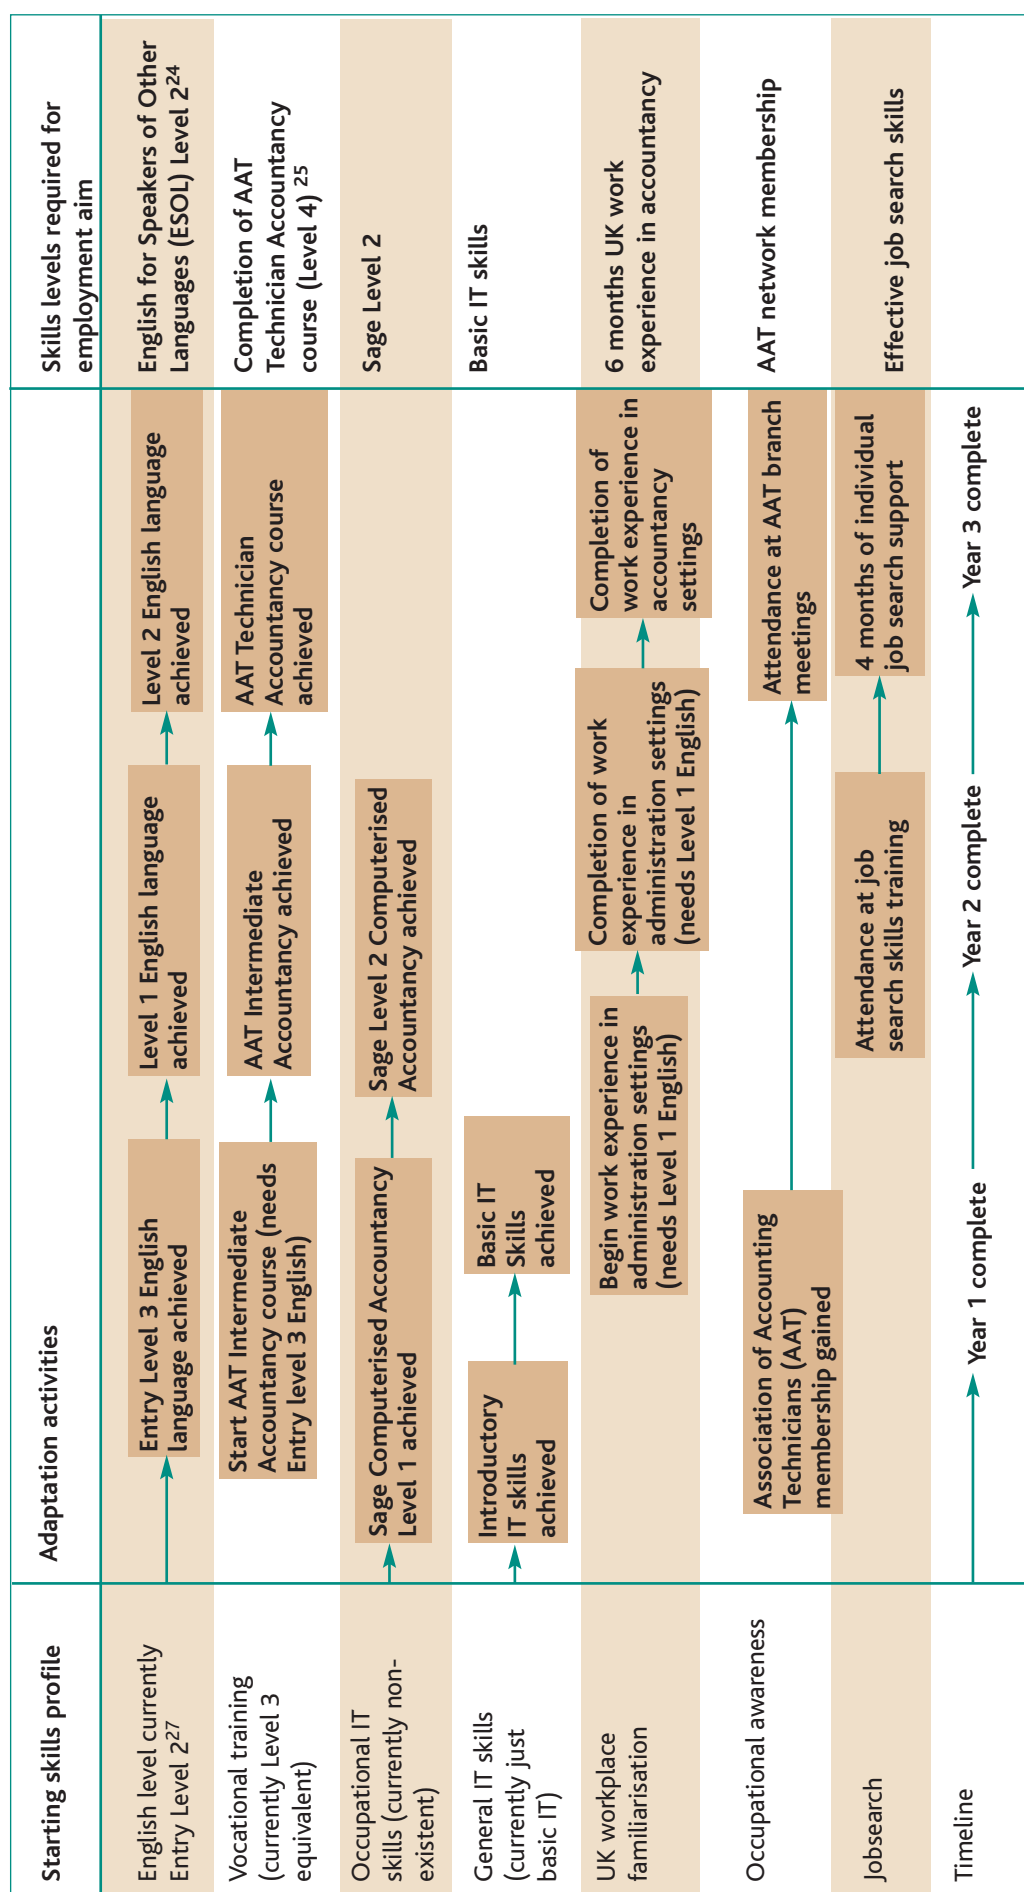 Starting skills profile
Adaptation activities
Skills levels required for
employment aim
English level currently
Entry Level 2²⁷
Entry Level 3 English
language achieved
Level 1 English language
achieved
Level 2 English language
achieved
English for Speakers of Other
Languages (ESOL) Level 2²⁴
Vocational training
(currently Level 3
equivalent)
Start AAT Intermediate
Accountancy course (needs
Entry level 3 English)
AAT Intermediate
Accountancy achieved
AAT Technician
Accountancy course
achieved
Completion of AAT
Technician Accountancy
course (Level 4) ²⁵
Occupational IT
skills (currently non-
existent)
Sage Computerised Accountancy
Level 1 achieved
Sage Level 2 Computerised
Accountancy achieved
Sage Level 2
General IT skills
(currently just
basic IT)
Introductory
IT skills
achieved
Basic IT
Skills
achieved
Basic IT skills
UK workplace
familiarisation
Begin work experience in
administration settings
(needs Level 1 English)
Completion of work
experience in
administration settings
(needs Level 1 English)
Completion of
work experience in
accountancy
settings
6 months UK work
experience in accountancy
Occupational awareness
Association of Accounting
Technicians (AAT)
membership gained
Attendance at AAT branch
meetings
AAT network membership
Jobsearch
Attendance at job
search skills training
4 months of individual
job search support
Effective job search skills
Timeline
Year 1 complete
Year 2 complete
Year 3 complete